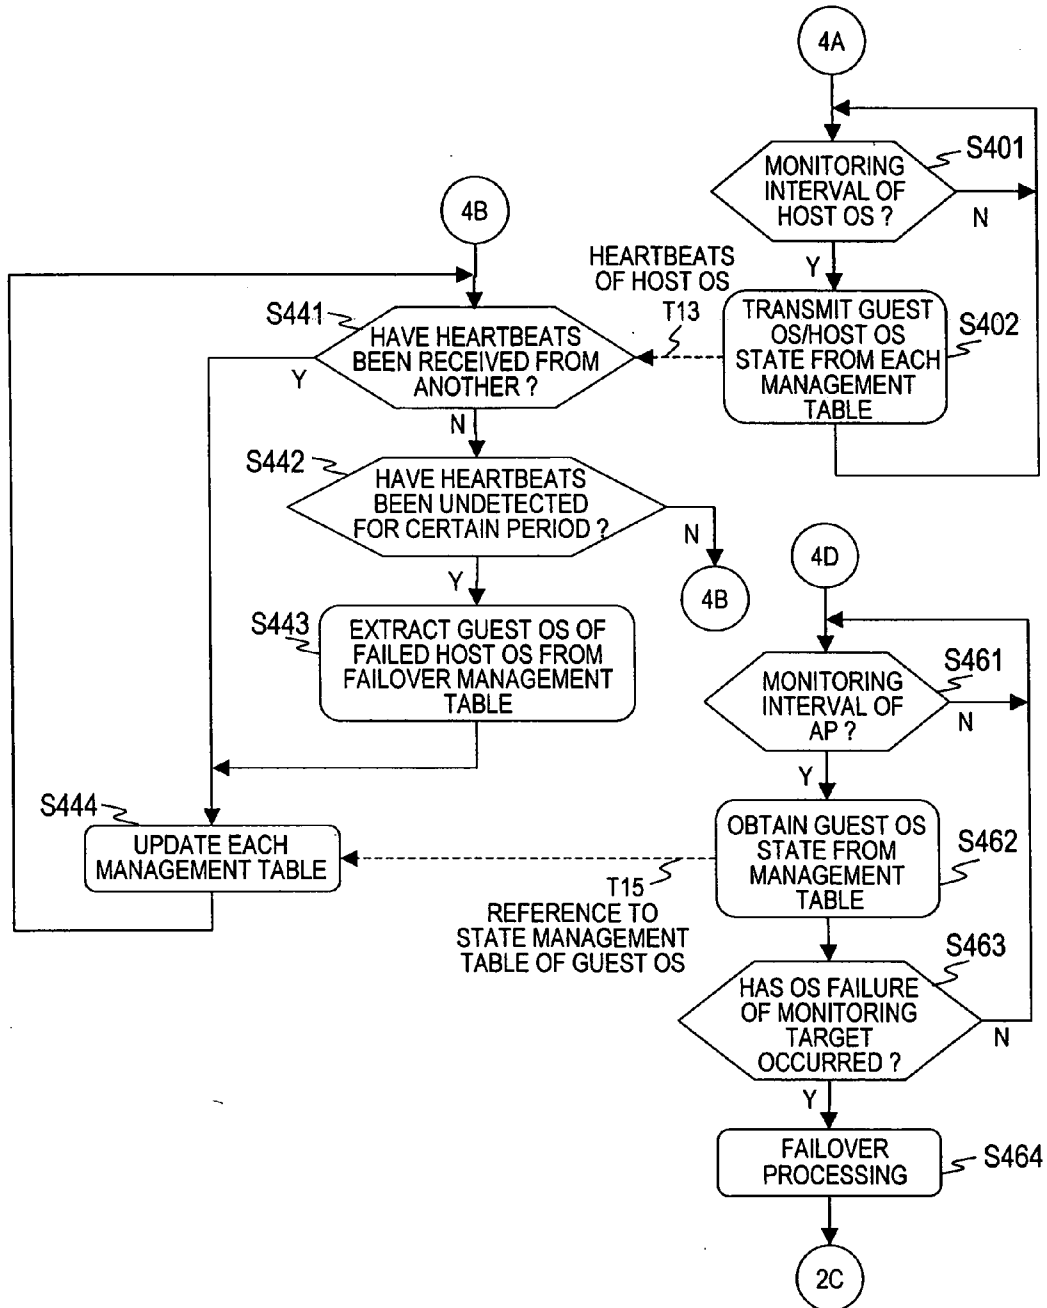 4A
MONITORING
INTERVAL OF
HOST OS ?
S401
N
Y
TRANSMIT GUEST
OS/HOST OS
STATE FROM EACH
MANAGEMENT
TABLE
S402
HEARTBEATS
OF HOST OS
T13
4B
S441
HAVE HEARTBEATS
BEEN RECEIVED FROM
ANOTHER ?
Y
N
S442
HAVE HEARTBEATS
BEEN UNDETECTED
FOR CERTAIN PERIOD ?
N
4B
Y
S443
EXTRACT GUEST OS OF
FAILED HOST OS FROM
FAILOVER MANAGEMENT
TABLE
S444
UPDATE EACH
MANAGEMENT TABLE
4D
MONITORING
INTERVAL OF
AP ?
S461
N
Y
OBTAIN GUEST OS
STATE FROM
MANAGEMENT
TABLE
S462
T15
REFERENCE TO
STATE MANAGEMENT
TABLE OF GUEST OS
S463
HAS OS FAILURE
OF MONITORING
TARGET
OCCURRED ?
N
Y
FAILOVER
PROCESSING
S464
2C